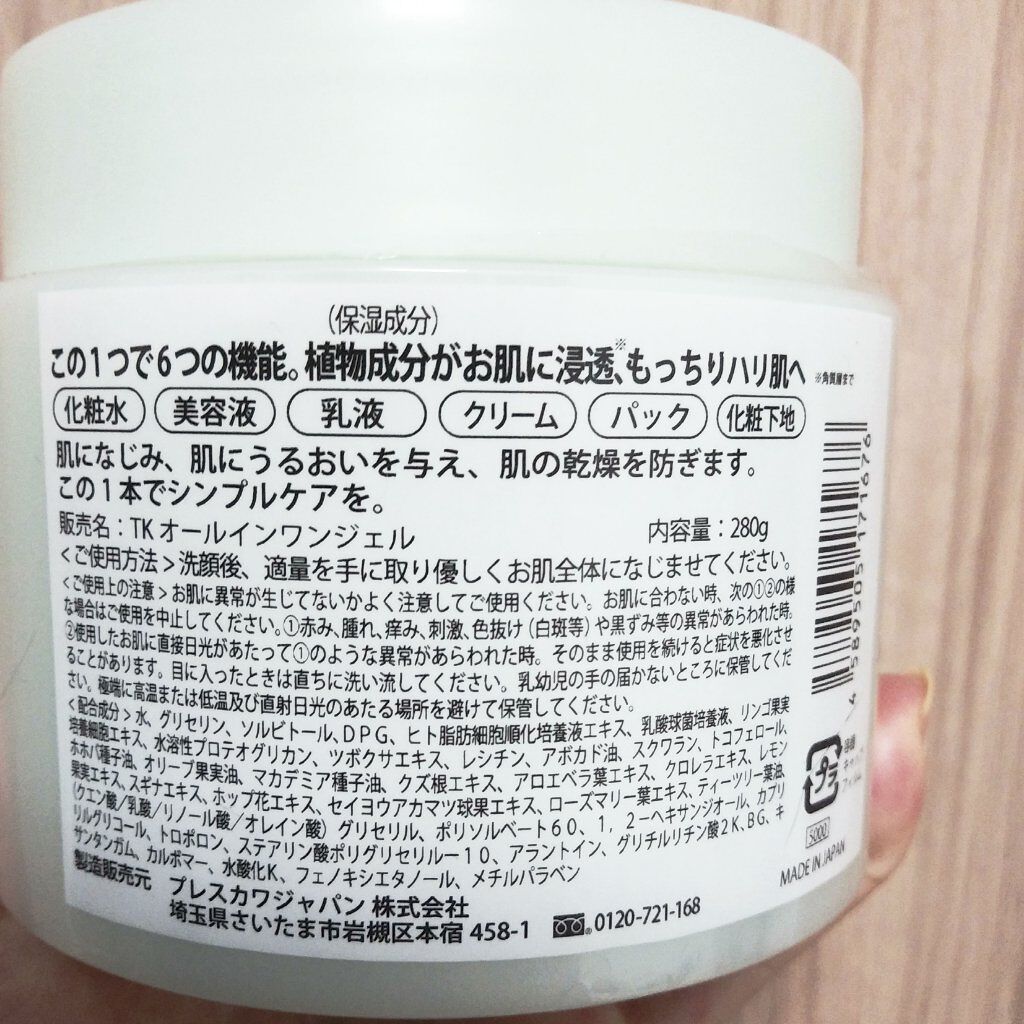 （保湿成分）
この１つで６つの機能。植物成分がお肌に浸透※、もっちりハリ肌へ ※角質層まで
化粧水 美容液 乳液 クリーム パック 化粧下地
肌になじみ、肌にうるおいを与え、肌の乾燥を防ぎます。
この１本でシンプルケアを。
販売名：TKオールインワンジェル 内容量：280g
＜ご使用方法＞洗顔後、適量を手に取り優しくお肌全体になじませてください。
＜ご使用上の注意＞お肌に異常が生じてないかよく注意してご使用ください。お肌に合わない時、次の①②の様
な場合はご使用を中止してください。①赤み、腫れ、痒み、刺激、色抜け（白斑等）や黒ずみ等の異常があらわれた時。
②使用したお肌に直接日光があたって①のような異常があらわれた時。そのまま使用を続けると症状を悪化させ
ることがあります。目に入ったときは直ちに洗い流してください。乳幼児の手の届かないところに保管してくだ
さい。極端に高温または低温及び直射日光のあたる場所を避けて保管してください。
＜配合成分＞水、グリセリン、ソルビトール、DPG、ヒト脂肪細胞順化培養液エキス、乳酸球菌培養液、リンゴ果実
培養細胞エキス、水溶性プロテオグリカン、ツボクサエキス、レシチン、アボカド油、スクワラン、トコフェロール、
ホホバ種子油、オリーブ果実油、マカデミア種子油、クズ根エキス、アロエベラ葉エキス、クロレラエキス、レモン
果実エキス、スギナエキス、ホップ花エキス、セイヨウアカマツ球果エキス、ローズマリー葉エキス、ティーツリー葉油、
（クエン酸／乳酸／リノール酸／オレイン酸）グリセリル、ポリソルベート６０、１，２－ヘキサンジオール、カプリ
リルグリコール、トロポロン、ステアリン酸ポリグリセリルー１０、アラントイン、グリチルリチン酸２K、BG、キ
サンタンガム、カルボマー、水酸化K、フェノキシエタノール、メチルパラベン
製造販売元 プレスカワジャパン 株式会社
埼玉県さいたま市岩槻区本宿 458-1 0120-721-168
4 589505 171676
プラ
5000
MADE IN JAPAN